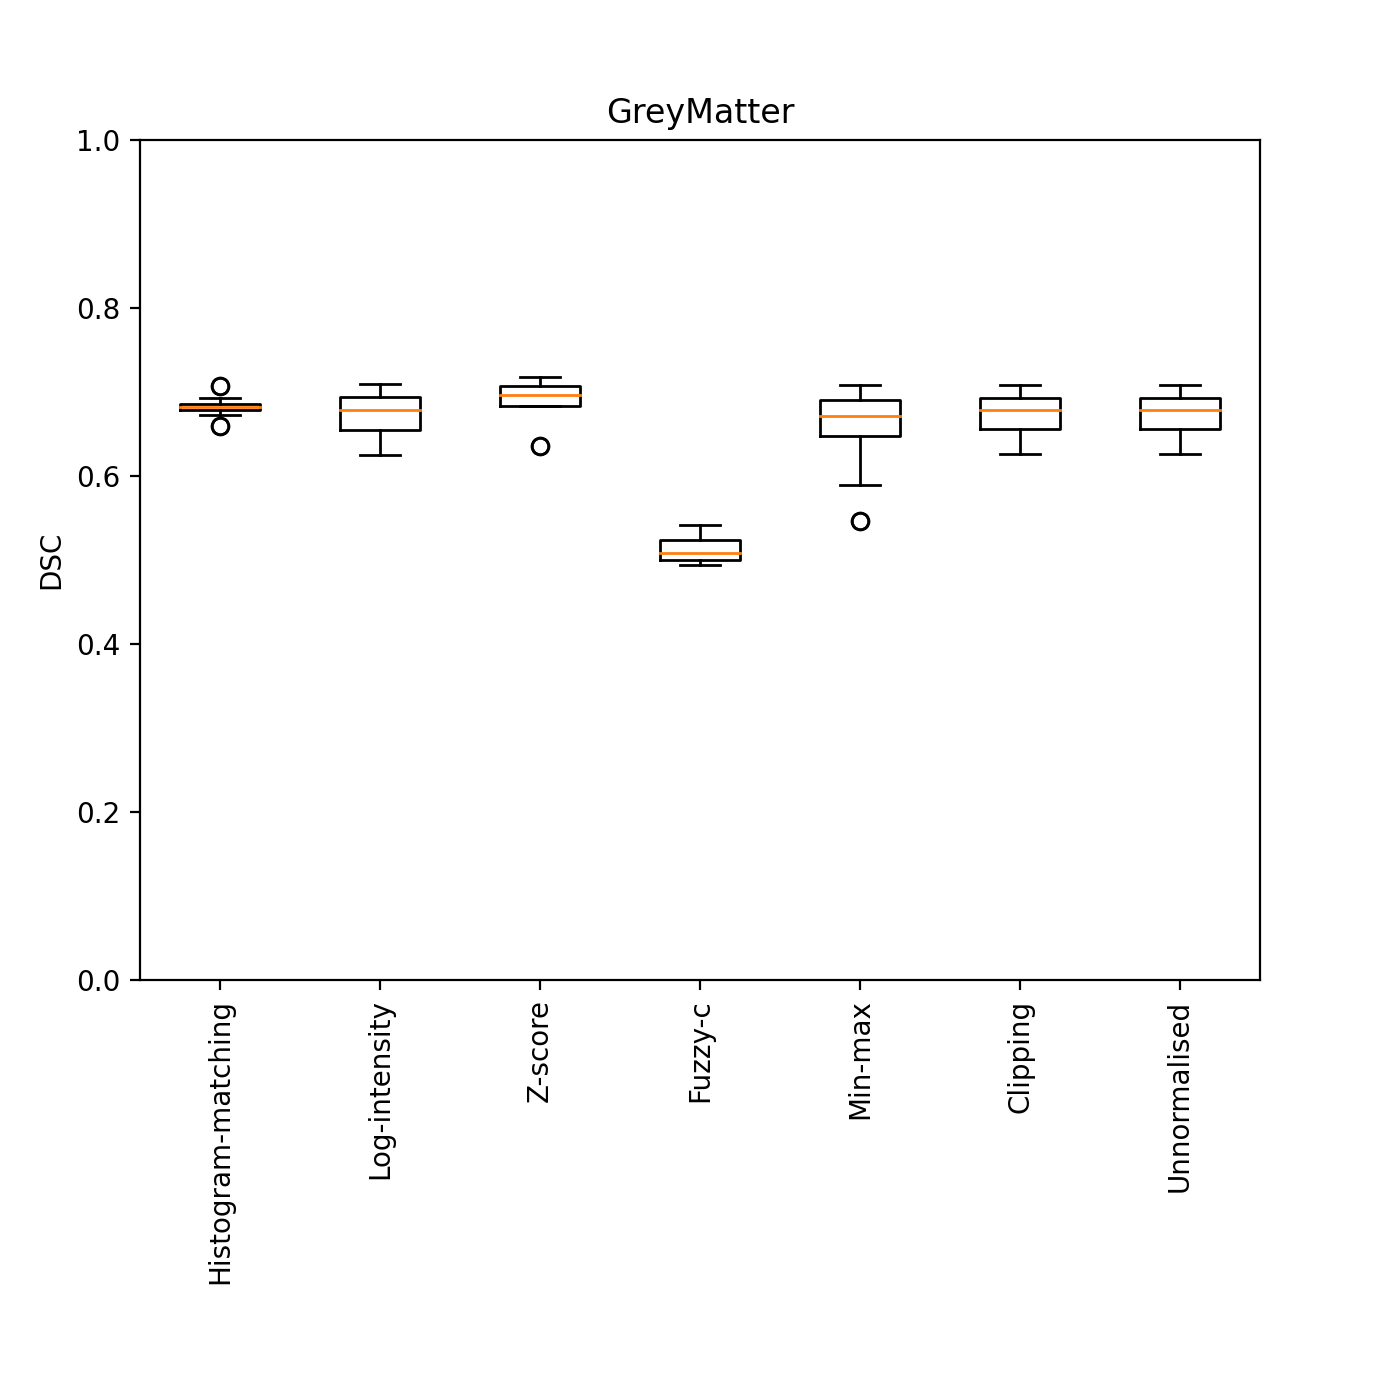 GreyMatter
1.0
0.8
0.6
0.4
0.2
0.0
DSC
Histogram-matching
Log-intensity
Z-score
Fuzzy-c
Min-max
Clipping
Unnormalised